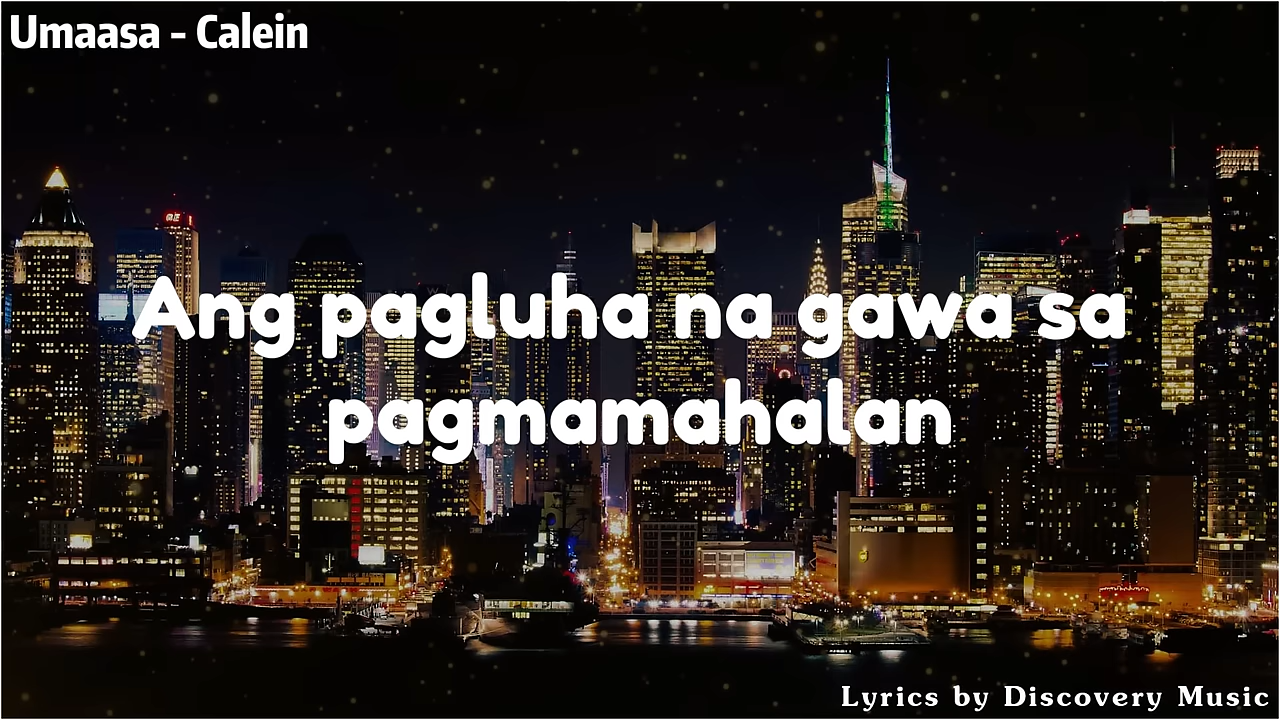 Umaasa - Calein
Ang pagluha na gawa sa
pagmamahalan
Lyrics by Discovery Music